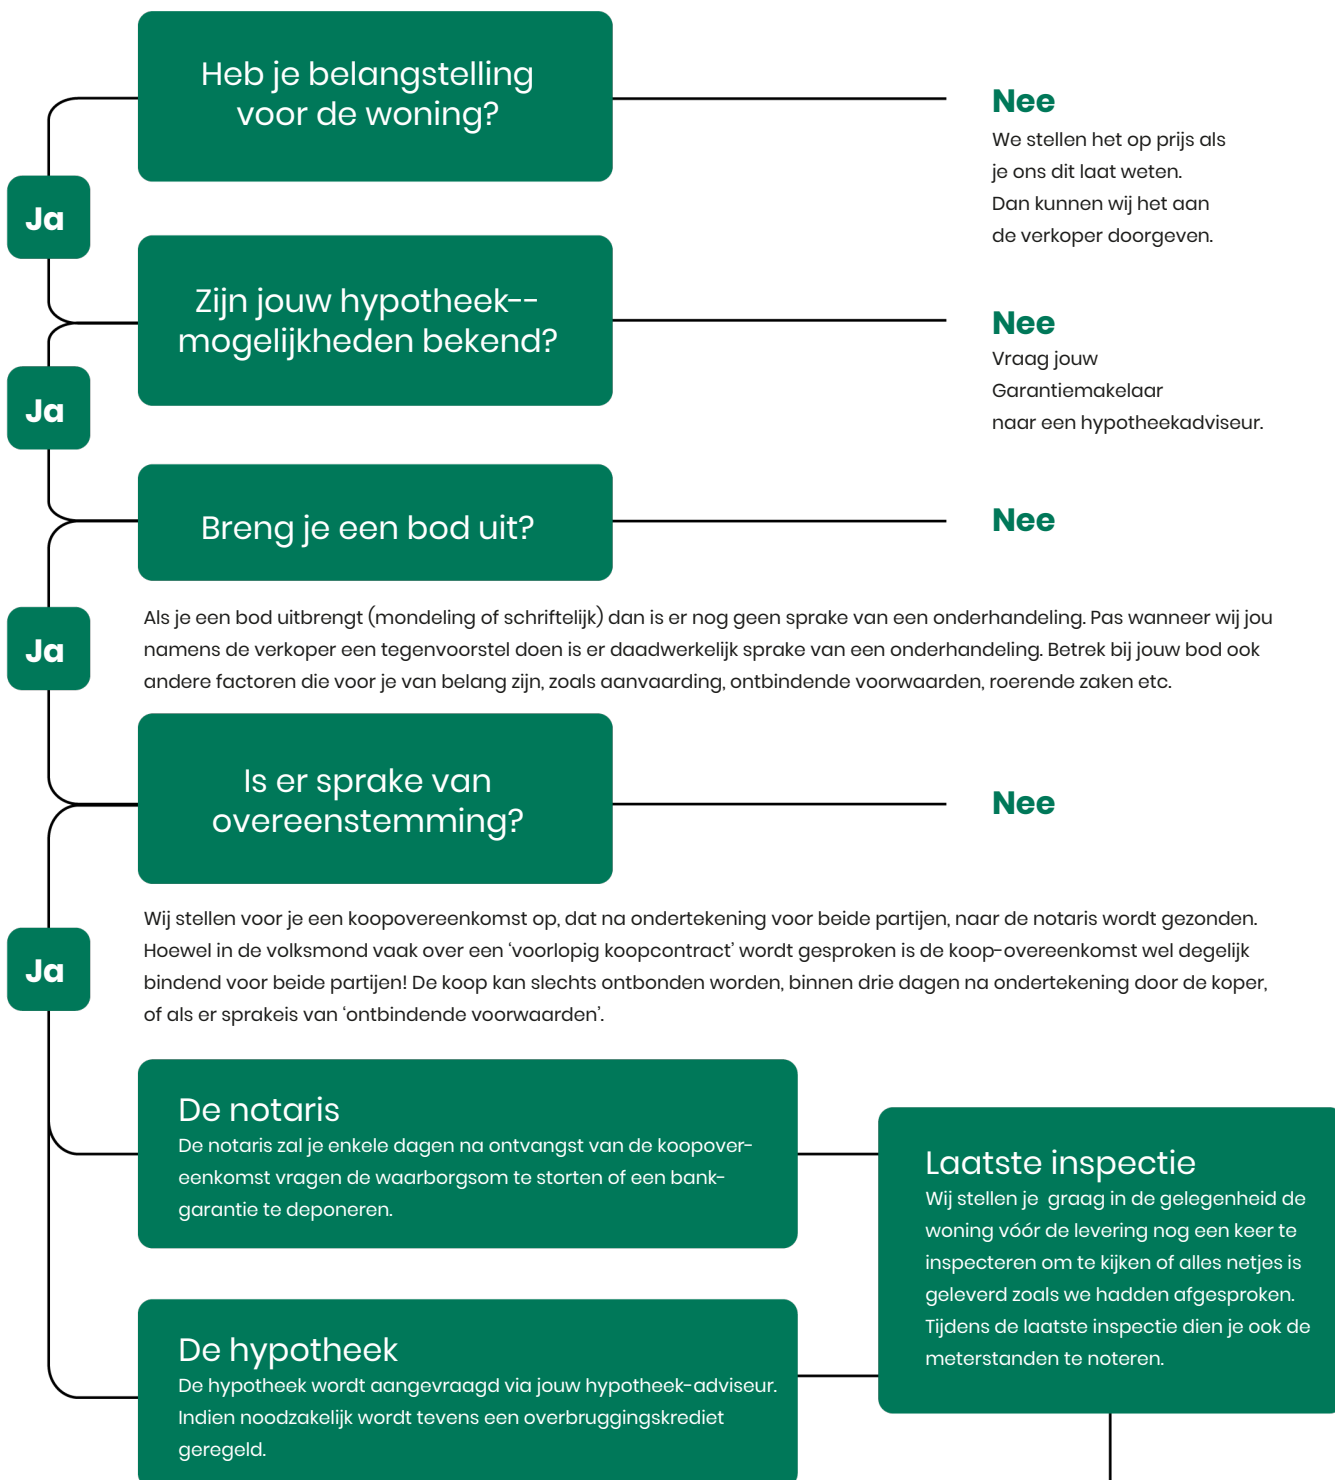 Heb je belangstelling
voor de woning?
Nee
We stellen het op prijs als
je ons dit laat weten.
Dan kunnen wij het aan
de verkoper doorgeven.
Ja
Zijn jouw hypotheek--
mogelijkheden bekend?
Nee
Vraag jouw
Garantiemakelaar
naar een hypotheekadviseur.
Ja
Breng je een bod uit?
Nee
Als je een bod uitbrengt (mondeling of schriftelijk) dan is er nog geen sprake van een onderhandeling. Pas wanneer wij jou
namens de verkoper een tegenvoorstel doen is er daadwerkelijk sprake van een onderhandeling. Betrek bij jouw bod ook
andere factoren die voor je van belang zijn, zoals aanvaarding, ontbindende voorwaarden, roerende zaken etc.
Ja
Is er sprake van
overeenstemming?
Nee
Wij stellen voor je een koopovereenkomst op, dat na ondertekening voor beide partijen, naar de notaris wordt gezonden.
Hoewel in de volksmond vaak over een ‘voorlopig koopcontract’ wordt gesproken is de koop-overeenkomst wel degelijk
bindend voor beide partijen! De koop kan slechts ontbonden worden, binnen drie dagen na ondertekening door de koper,
of als er sprakeis van ‘ontbindende voorwaarden’.
Ja
De notaris
De notaris zal je enkele dagen na ontvangst van de koopover-
eenkomst vragen de waarborgsom te storten of een bank-
garantie te deponeren.
Laatste inspectie
Wij stellen je graag in de gelegenheid de
woning vóór de levering nog een keer te
inspecteren om te kijken of alles netjes is
geleverd zoals we hadden afgesproken.
Tijdens de laatste inspectie dien je ook de
meterstanden te noteren.
De hypotheek
De hypotheek wordt aangevraagd via jouw hypotheek-adviseur.
Indien noodzakelijk wordt tevens een overbruggingskrediet
geregeld.